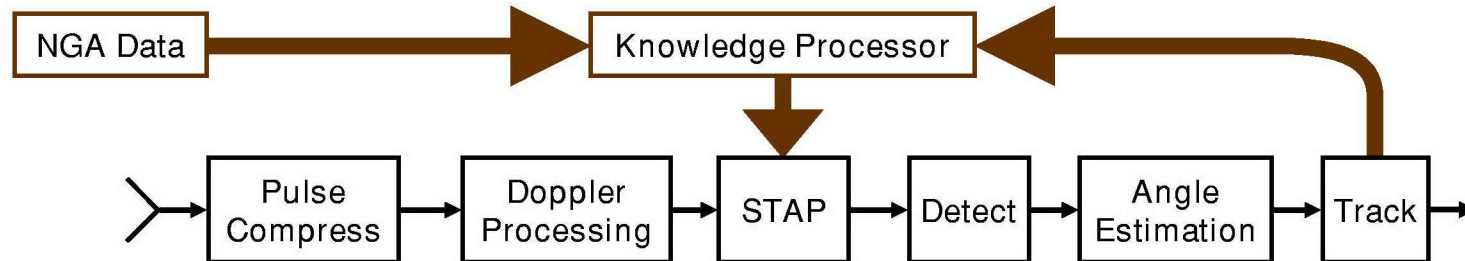 NGA Data
Knowledge Processor
Pulse
Compress
Doppler
Processing
STAP
Detect
Angle
Estimation
Track